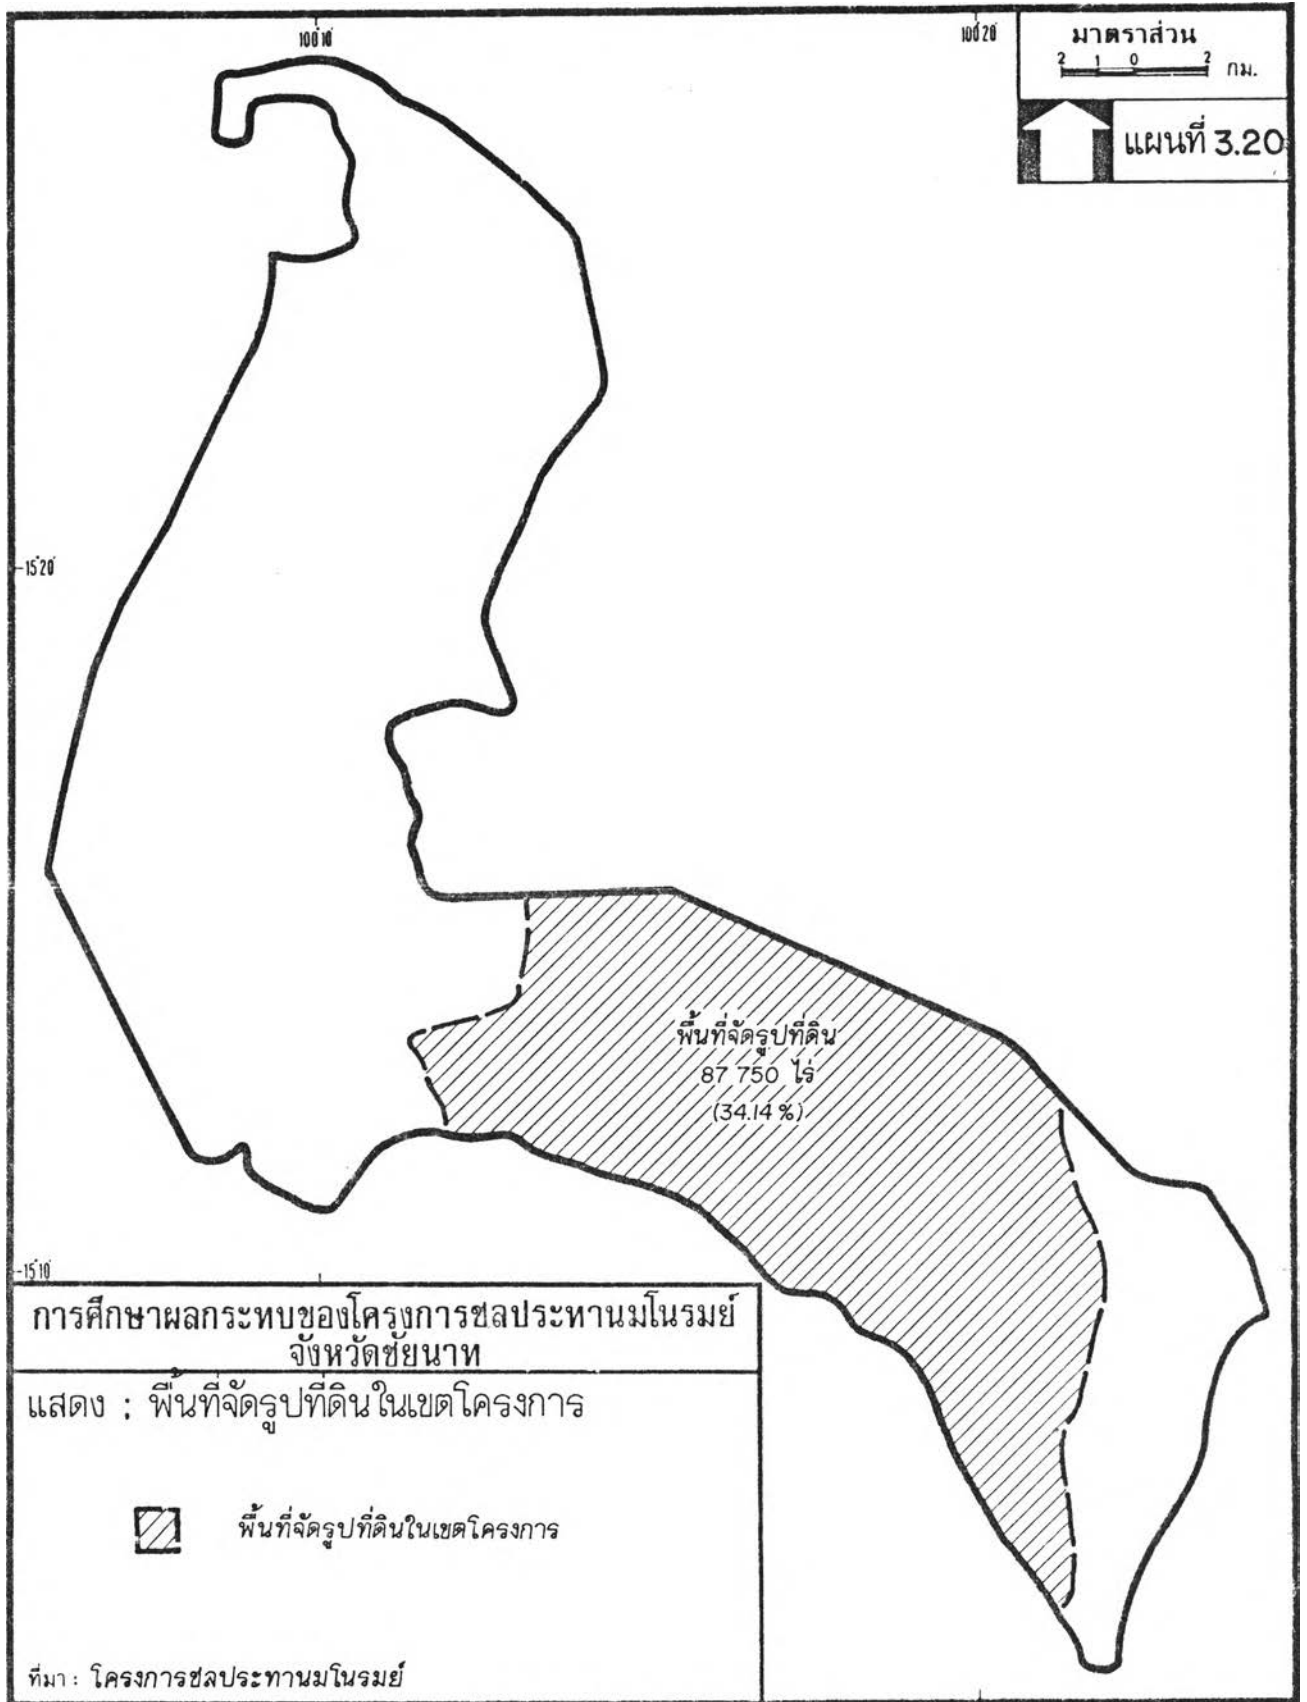 100°10'
100°20'
มาตราส่วน
2 1 0 2 กม.
แผนที่ 3.20
15°20'
พื้นที่จัดรูปที่ดิน
87 750 ไร่
(34.14 %)
15°10'
การศึกษาผลกระทบของโครงการชลประทานมโนรมย์
จังหวัดชัยนาท
แสดง : พื้นที่จัดรูปที่ดินในเขตโครงการ
พื้นที่จัดรูปที่ดินในเขตโครงการ
ที่มา : โครงการชลประทานมโนรมย์